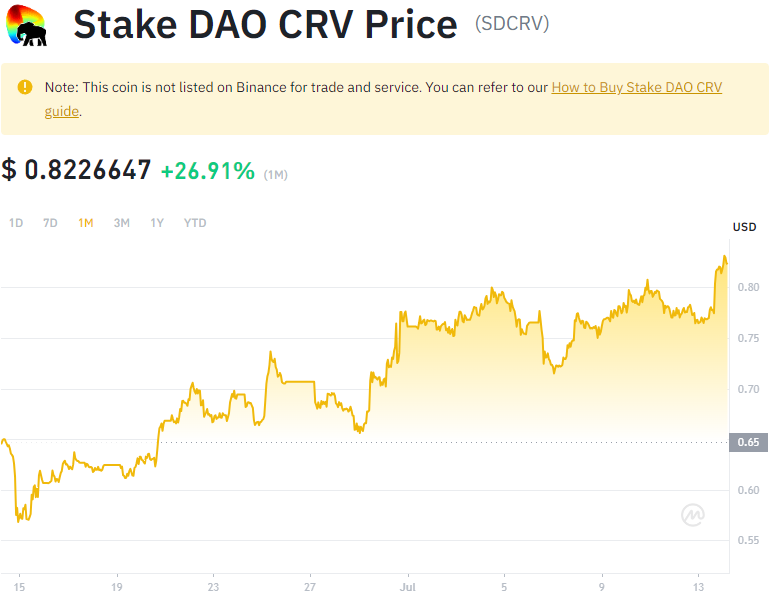 Stake DAO CRV Price (SDCRV)
Note: This coin is not listed on Binance for trade and service. You can refer to our How to Buy Stake DAO CRV
guide.
$ 0.8226647 +26.91% (1M)
1D 7D 1M 3M 1Y YTD
USD
0.80
0.75
0.70
0.65
0.60
0.55
15 19 23 27 Jul 5 9 13